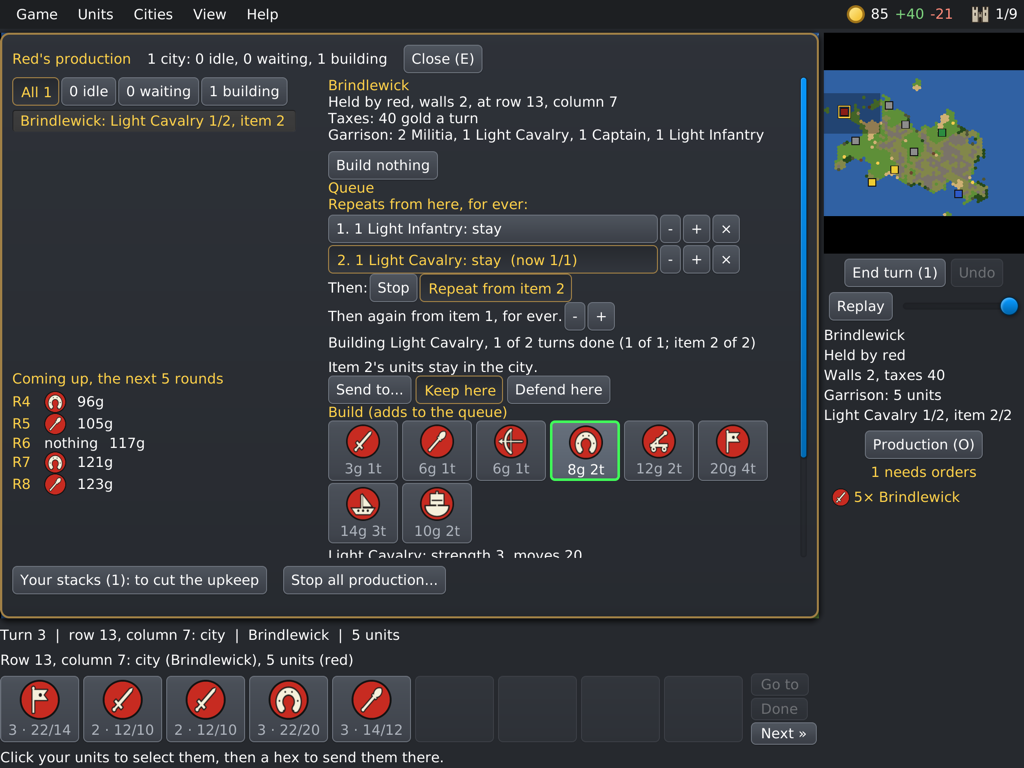 Game Units Cities View Help 85 +40 -21 1/9
Red's production 1 city: 0 idle, 0 waiting, 1 building Close (E)
All 1 0 idle 0 waiting 1 building
Brindlewick: Light Cavalry 1/2, item 2
Brindlewick
Held by red, walls 2, at row 13, column 7
Taxes: 40 gold a turn
Garrison: 2 Militia, 1 Light Cavalry, 1 Captain, 1 Light Infantry
Build nothing
Queue
Repeats from here, for ever:
1. 1 Light Infantry: stay - + ×
2. 1 Light Cavalry: stay (now 1/1) - + ×
Then: Stop Repeat from item 2
Then again from item 1, for ever. - +
Building Light Cavalry, 1 of 2 turns done (1 of 1; item 2 of 2)
Item 2's units stay in the city.
Send to... Keep here Defend here
Build (adds to the queue)
3g 1t 6g 1t 6g 1t 8g 2t 12g 2t 20g 4t
14g 3t 10g 2t
Light Cavalry: strength 3, moves 20
Coming up, the next 5 rounds
R4 96g
R5 105g
R6 nothing 117g
R7 121g
R8 123g
Your stacks (1): to cut the upkeep Stop all production...
End turn (1) Undo
Replay
Brindlewick
Held by red
Walls 2, taxes 40
Garrison: 5 units
Light Cavalry 1/2, item 2/2
Production (O)
1 needs orders
5× Brindlewick
Turn 3 | row 13, column 7: city | Brindlewick | 5 units
Row 13, column 7: city (Brindlewick), 5 units (red)
3 · 22/14 2 · 12/10 2 · 12/10 3 · 22/20 3 · 14/12
Go to
Done
Next »
Click your units to select them, then a hex to send them there.